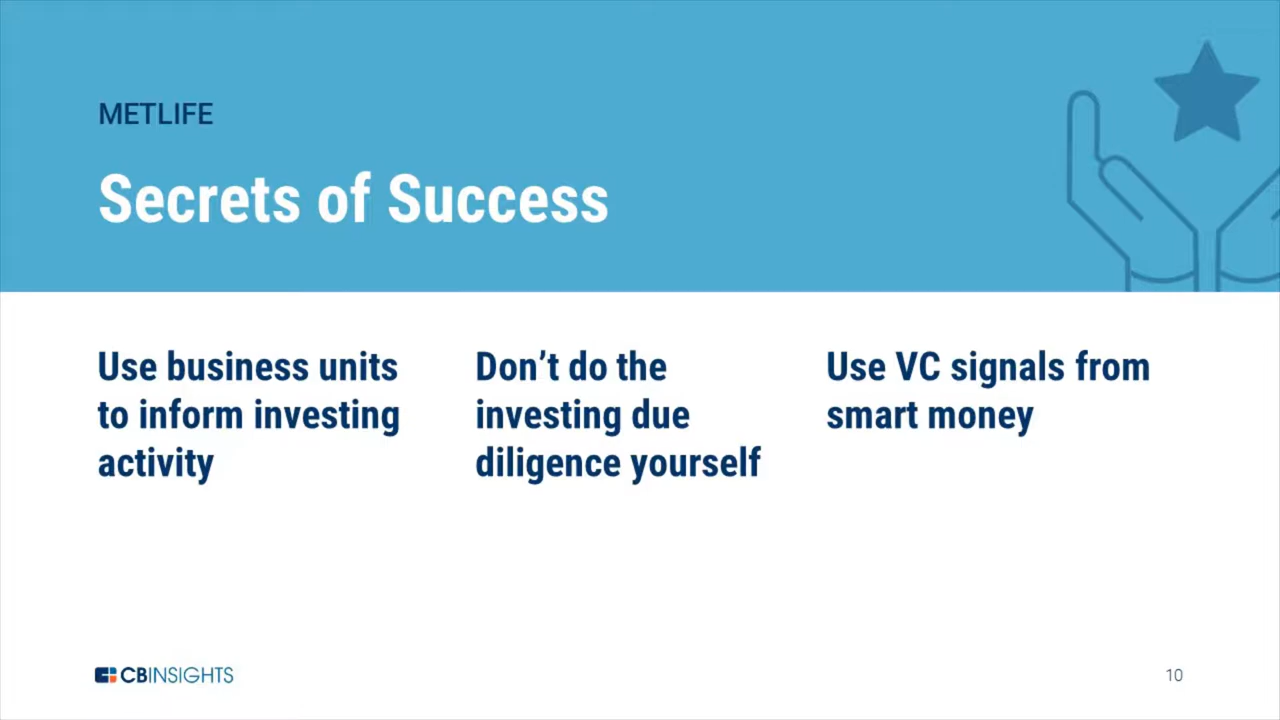 METLIFE
Secrets of Success
Use business units
to inform investing
activity
Don’t do the
investing due
diligence yourself
Use VC signals from
smart money
CBINSIGHTS
10